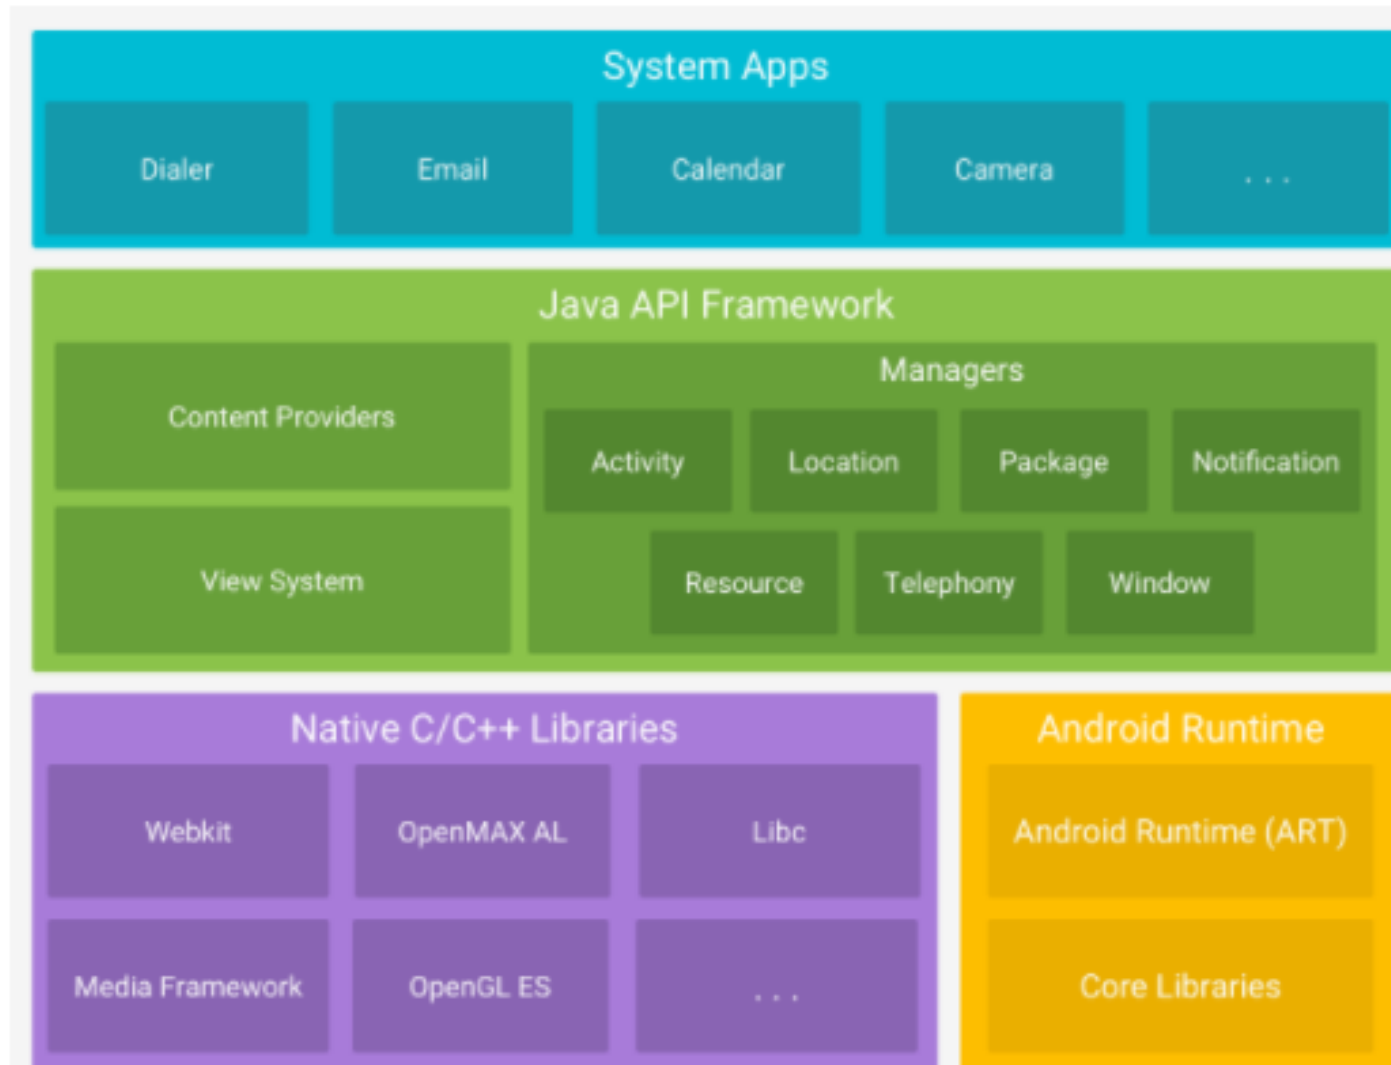 System Apps
Dialer Email Calendar Camera . . .
Java API Framework
Content Providers
View System
Managers
Activity Location Package Notification
Resource Telephony Window
Native C/C++ Libraries
Webkit OpenMAX AL Libc
Media Framework OpenGL ES . . .
Android Runtime
Android Runtime (ART)
Core Libraries